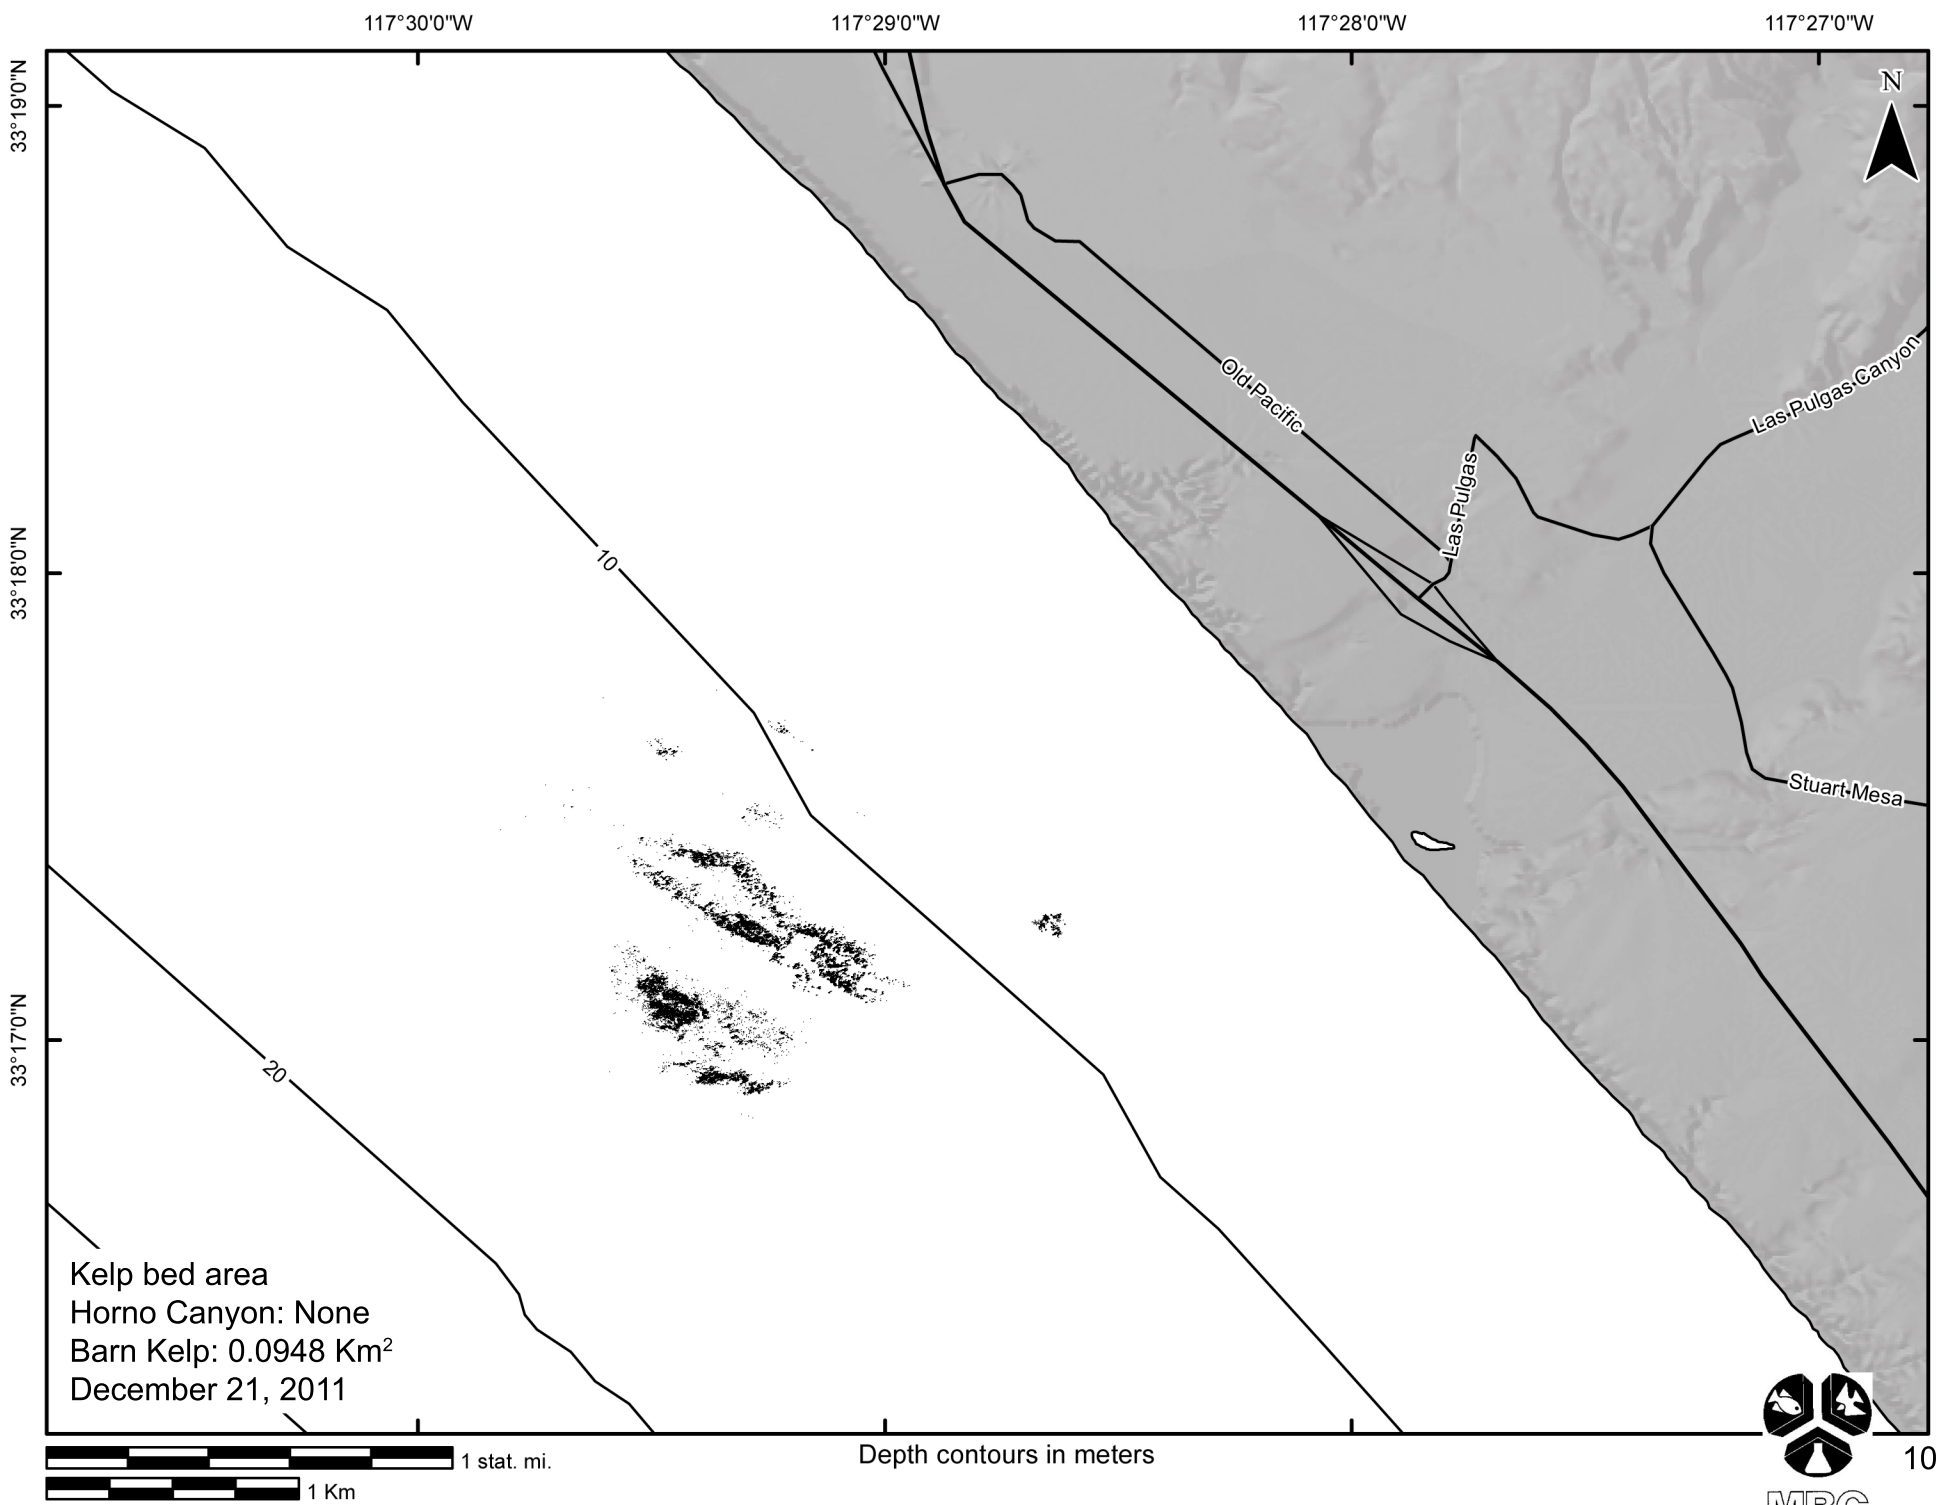 117°30'0"W
117°29'0"W
117°28'0"W
117°27'0"W
33°19'0"N
N
Old Pacific
Las Pulgas Canyon
Las Pulgas
33°18'0"N
10
Stuart Mesa
33°17'0"N
20
Kelp bed area
Horno Canyon: None
Barn Kelp: 0.0948 Km²
December 21, 2011
1 stat. mi.
Depth contours in meters
10
1 Km
MBC